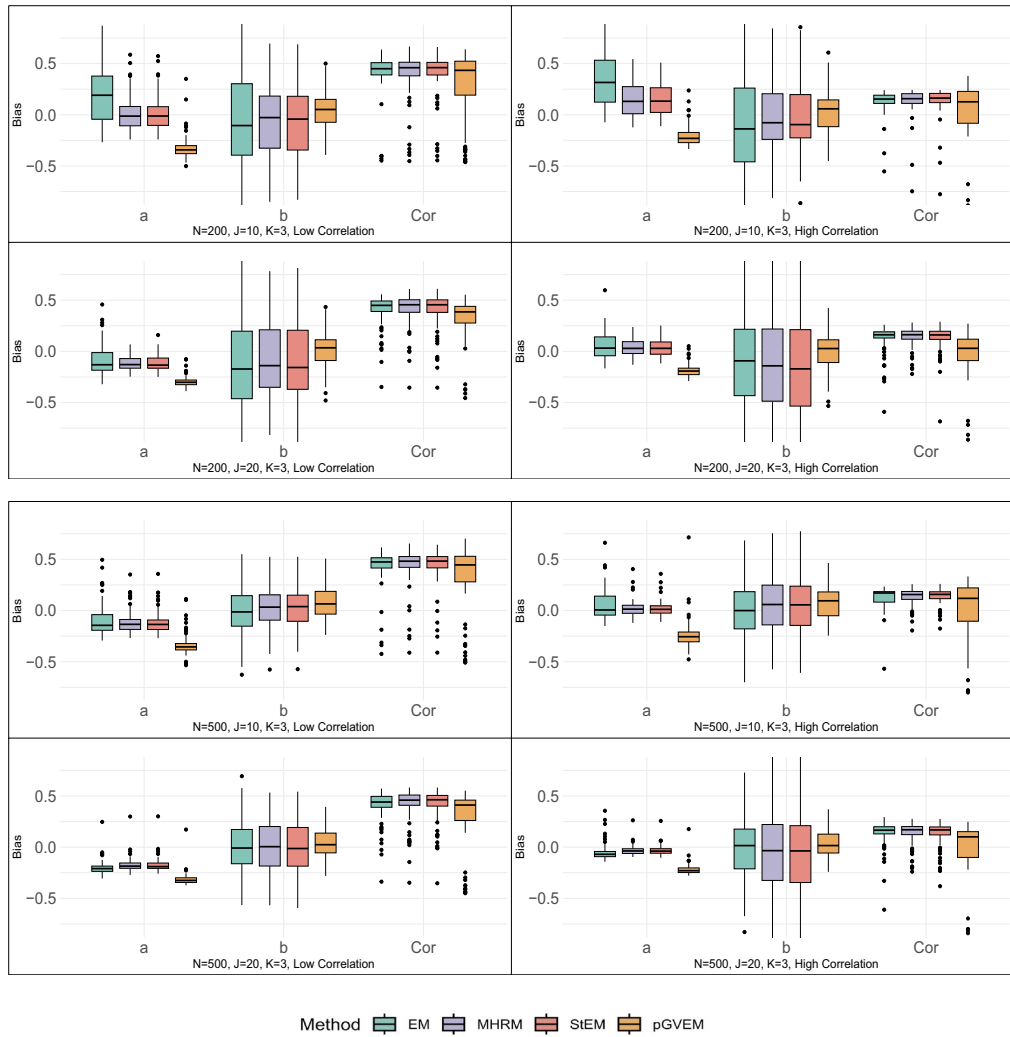 0.5
0.0
−0.5
Bias
a
b
Cor
N=200, J=10, K=3, Low Correlation
0.5
0.0
−0.5
Bias
a
b
Cor
N=200, J=10, K=3, High Correlation
0.5
0.0
−0.5
Bias
a
b
Cor
N=200, J=20, K=3, Low Correlation
0.5
0.0
−0.5
Bias
a
b
Cor
N=200, J=20, K=3, High Correlation
0.5
0.0
−0.5
Bias
a
b
Cor
N=500, J=10, K=3, Low Correlation
0.5
0.0
−0.5
Bias
a
b
Cor
N=500, J=10, K=3, High Correlation
0.5
0.0
−0.5
Bias
a
b
Cor
N=500, J=20, K=3, Low Correlation
0.5
0.0
−0.5
Bias
a
b
Cor
N=500, J=20, K=3, High Correlation
Method EM MHRM StEM pGVEM